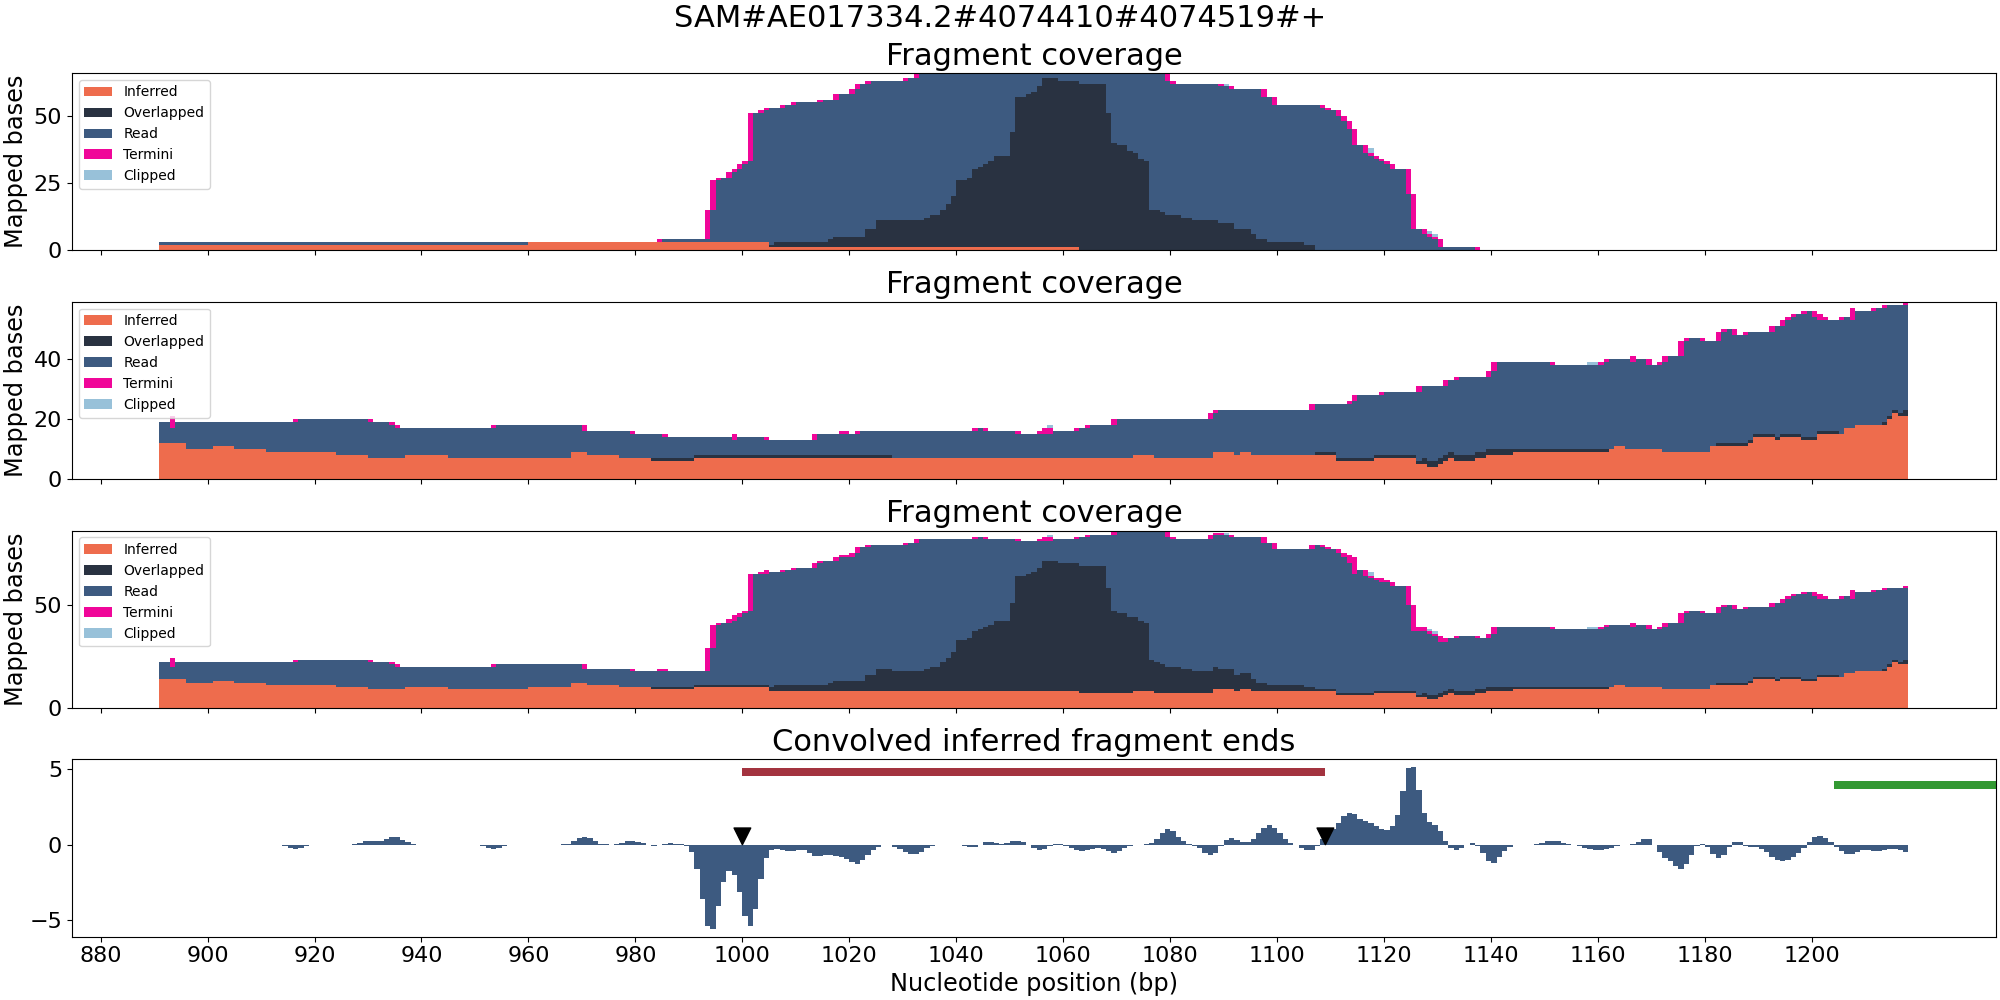 SAM#AE017334.2#4074410#4074519#+
Fragment coverage
Mapped bases
50
25
0
Inferred
Overlapped
Read
Termini
Clipped
Fragment coverage
Mapped bases
40
20
0
Inferred
Overlapped
Read
Termini
Clipped
Fragment coverage
Mapped bases
50
0
Inferred
Overlapped
Read
Termini
Clipped
Convolved inferred fragment ends
5
0
−5
880 900 920 940 960 980 1000 1020 1040 1060 1080 1100 1120 1140 1160 1180 1200
Nucleotide position (bp)